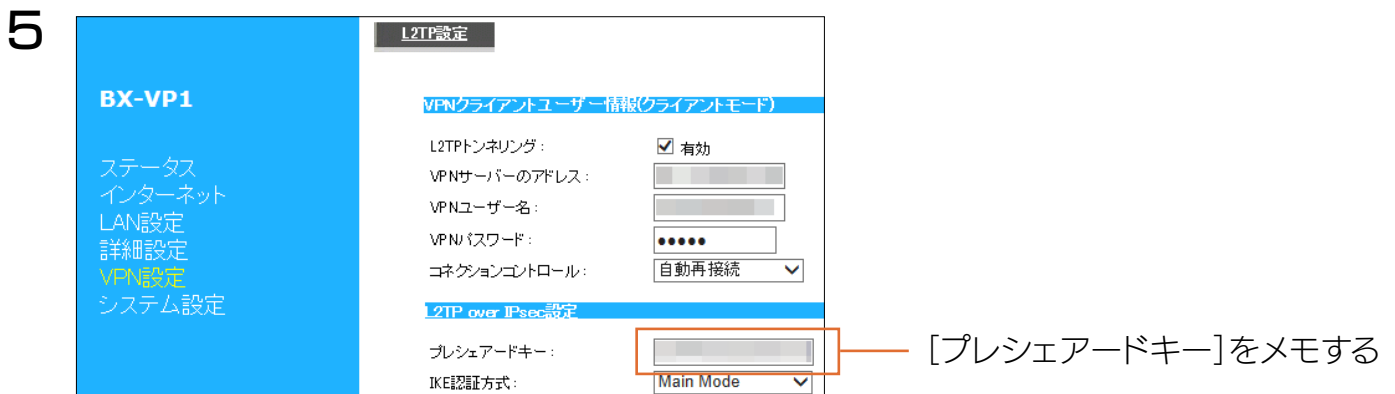 5
L2TP設定
BX-VP1
ステータス
インターネット
LAN設定
詳細設定
VPN設定
システム設定
VPNクライアントユーザー情報(クライアントモード)
L2TPトンネリング : 有効
VPNサーバーのアドレス :
VPNユーザー名 :
VPNパスワード : •••••
コネクションコントロール : 自動再接続
L2TP over IPsec設定
プレシェアードキー :
IKE認証方式 : Main Mode
[プレシェアードキー]をメモする